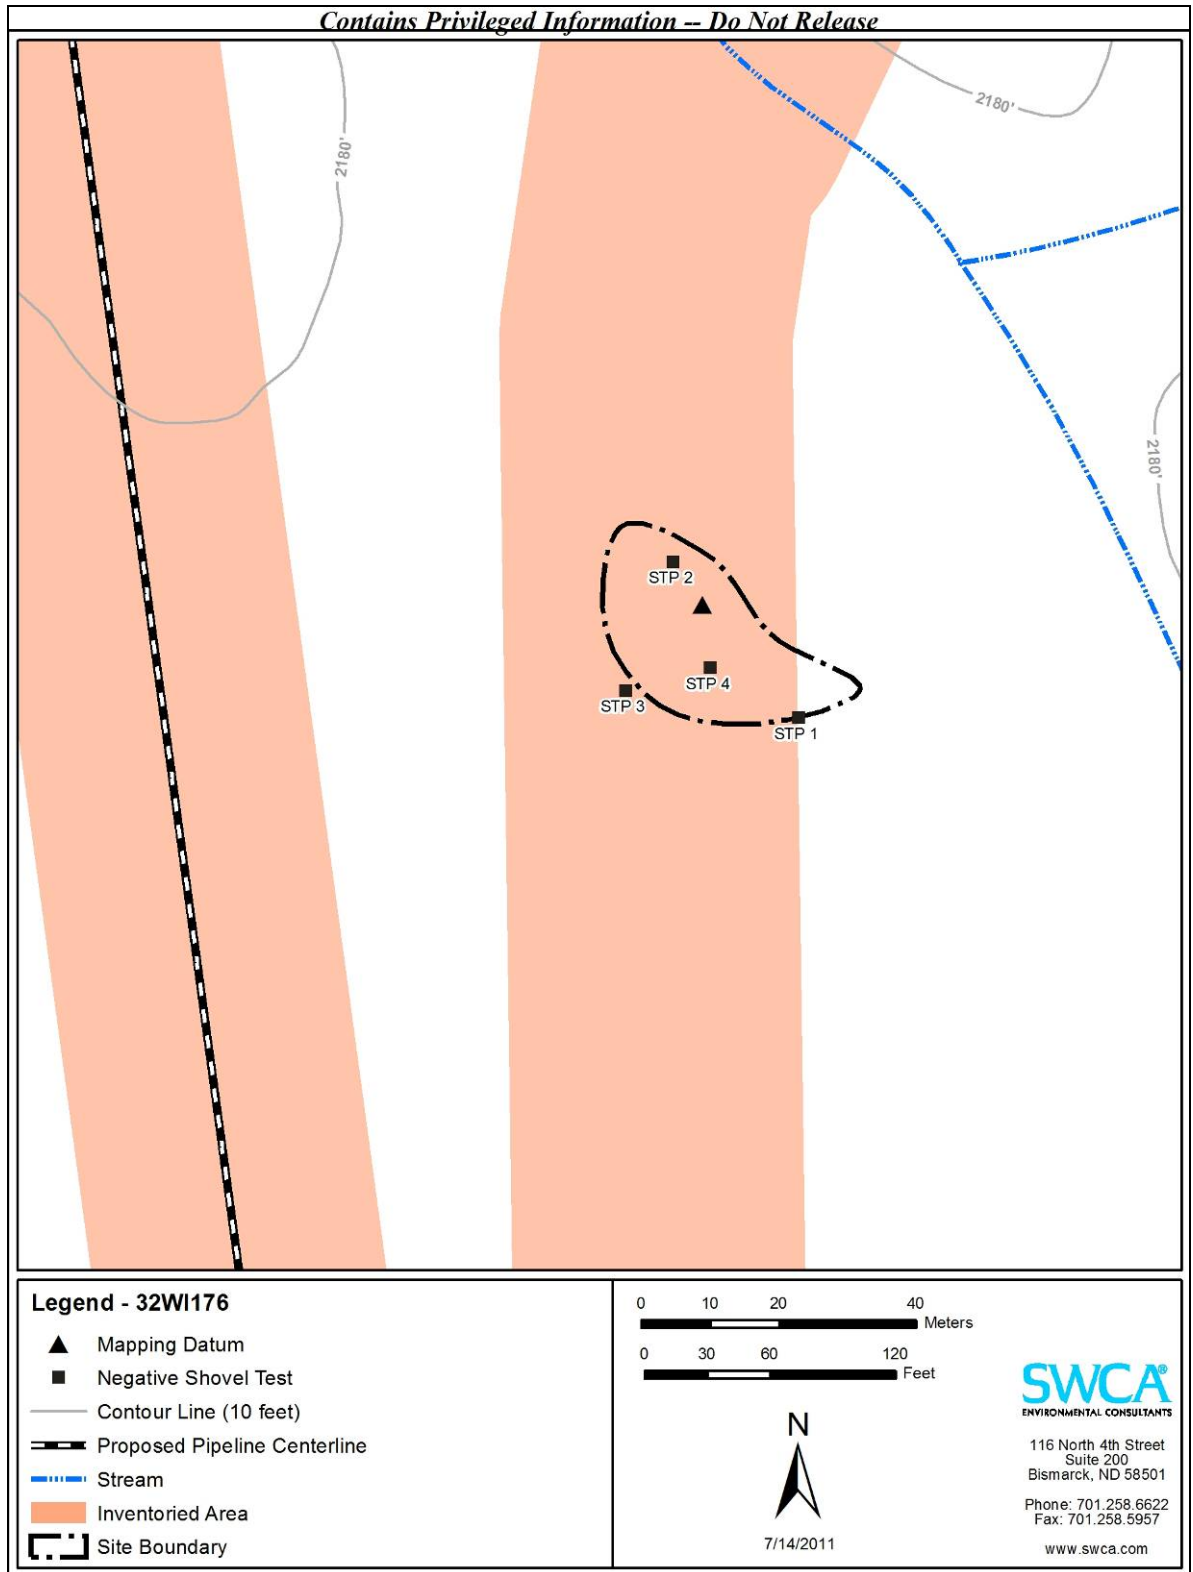 Contains Privileged Information -- Do Not Release
2180'
2180'
2180'
STP 2
STP 4
STP 3
STP 1
Legend - 32WI176
Mapping Datum
Negative Shovel Test
Contour Line (10 feet)
Proposed Pipeline Centerline
Stream
Inventoried Area
Site Boundary
0 10 20 40
Meters
0 30 60 120
Feet
N
7/14/2011
SWCA®
ENVIRONMENTAL CONSULTANTS
116 North 4th Street
Suite 200
Bismarck, ND 58501
Phone: 701.258.6622
Fax: 701.258.5957
www.swca.com